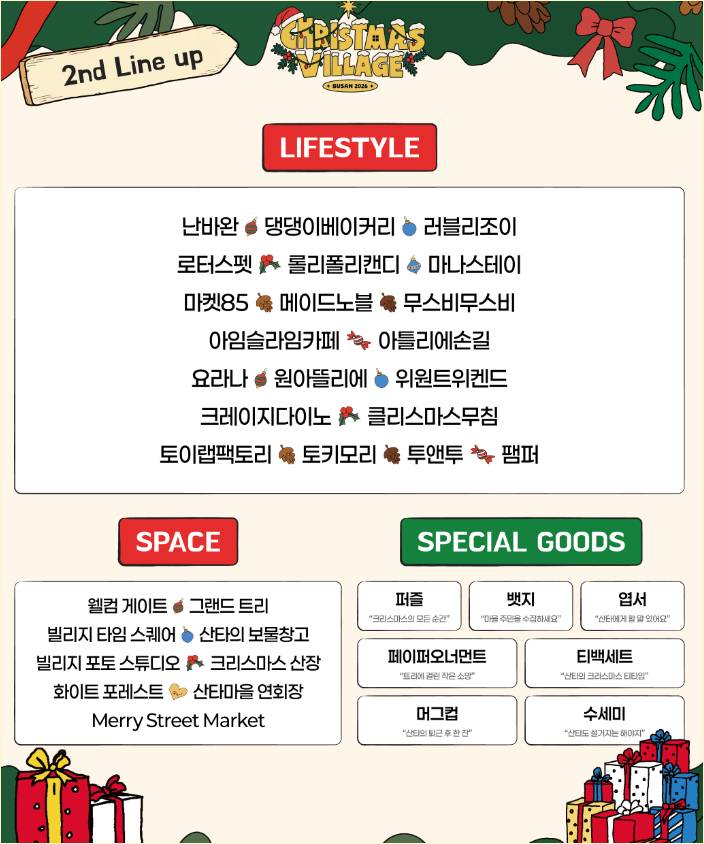 2nd Line up
CHRISTMAS
VILLAGE
BUSAN 2026
LIFESTYLE
난바완 댕댕이베이커리 러블리조이
로터스펫 롤리폴리캔디 마나스테이
마켓85 메이드노블 무스비무스비
아임슬라임카페 아틀리에손길
요라나 원아뜰리에 위원트위켄드
크레이지다이노 클리스마스무침
토이랩팩토리 토키모리 투앤투 팸퍼
SPACE
웰컴 게이트 그랜드 트리
빌리지 타임 스퀘어 산타의 보물창고
빌리지 포토 스튜디오 크리스마스 산장
화이트 포레스트 산타마을 연회장
Merry Street Market
SPECIAL GOODS
퍼즐 뱃지 엽서
“크리스마스의 모든 순간” “마을 주민을 수집하세요” “산타에게 할 말 있어요”
페이퍼오너먼트 티백세트
“트리에 걸린 작은 소망” “산타의 크리스마스 티타임”
머그컵 수세미
“산타의 퇴근 후 한 잔” “산타도 설거지는 해야지”